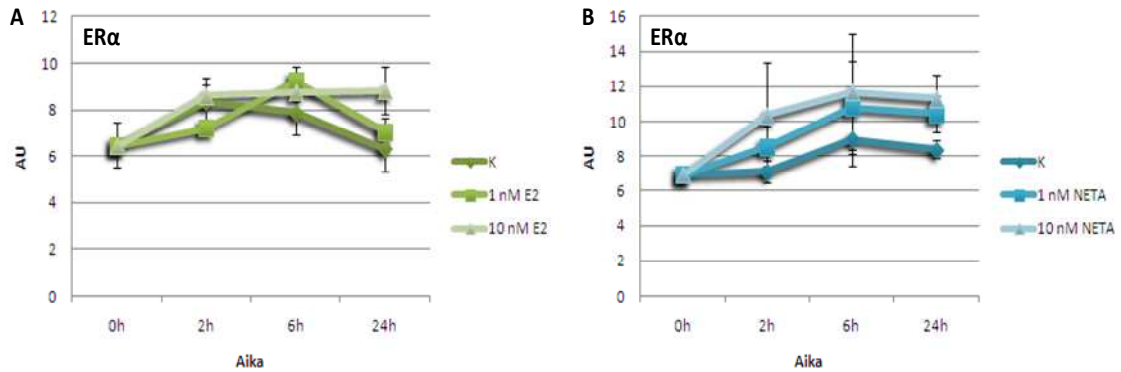 A
ERα
12
10
8
6
4
2
0
AU
0h 2h 6h 24h
Aika
K
1 nM E2
10 nM E2
B
ERα
16
14
12
10
8
6
4
2
0
AU
0h 2h 6h 24h
Aika
K
1 nM NETA
10 nM NETA